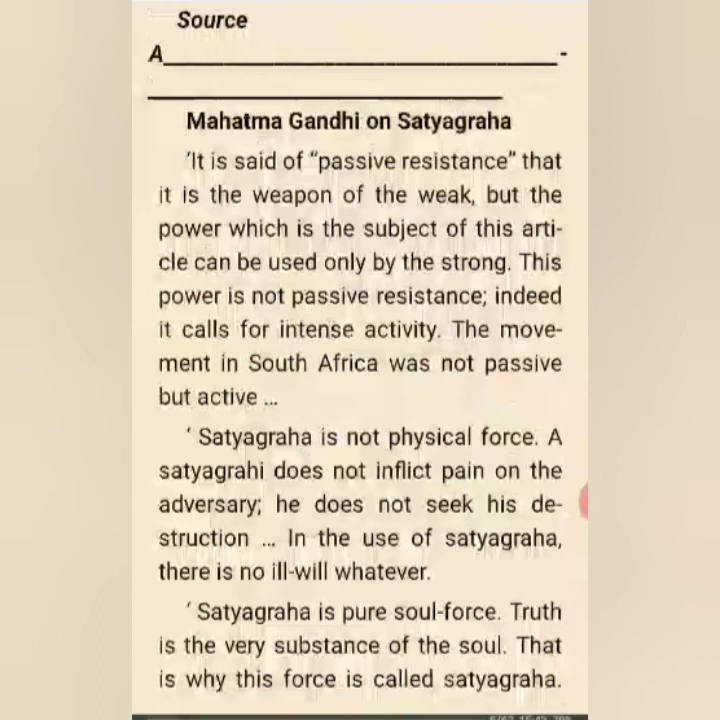 Source
A_________________________________-
______________________________
Mahatma Gandhi on Satyagraha
‘It is said of “passive resistance” that
it is the weapon of the weak, but the
power which is the subject of this arti-
cle can be used only by the strong. This
power is not passive resistance; indeed
it calls for intense activity. The move-
ment in South Africa was not passive
but active ...
‘ Satyagraha is not physical force. A
satyagrahi does not inflict pain on the
adversary; he does not seek his de-
struction ... In the use of satyagraha,
there is no ill-will whatever.
‘ Satyagraha is pure soul-force. Truth
is the very substance of the soul. That
is why this force is called satyagraha.